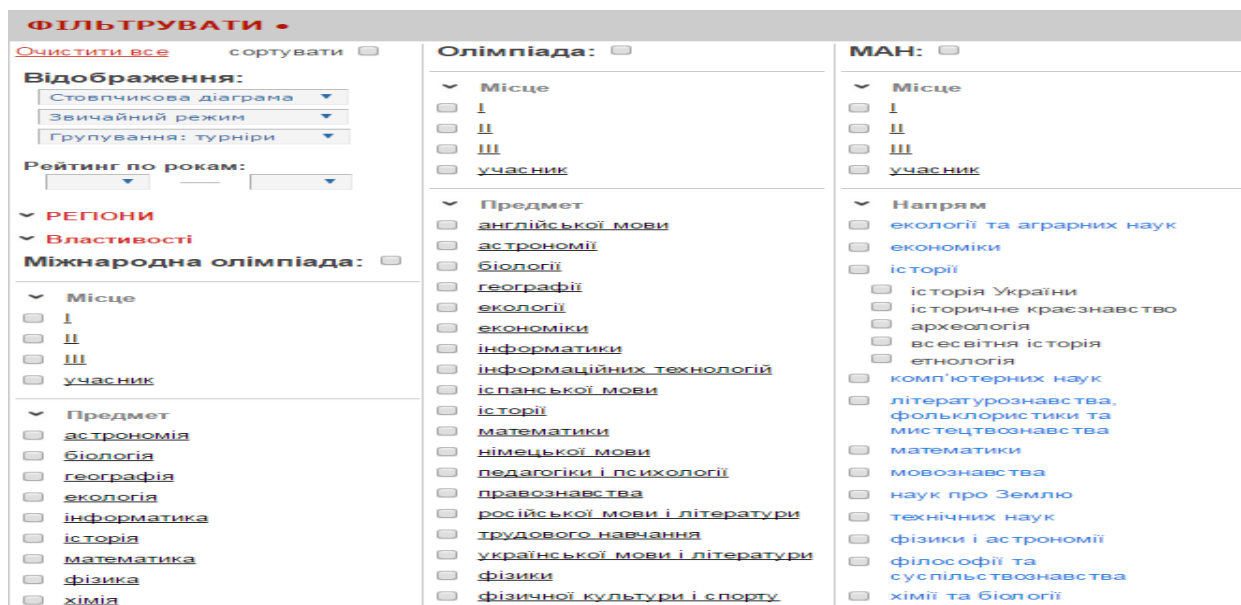 ФІЛЬТРУВАТИ •
Очистити все сортувати
Відображення:
Стовпчикова діаграма
Звичайний режим
Групування: турніри
Рейтинг по рокам:
РЕГІОНИ
Властивості
Міжнародна олімпіада:
Місце
I
II
III
учасник
Предмет
астрономія
біологія
географія
екологія
інформатика
історія
математика
фізика
хімія
Олімпіада:
Місце
I
II
III
учасник
Предмет
англійської мови
астрономії
біології
географії
екології
економіки
інформатики
інформаційних технологій
іспанської мови
історії
математики
німецької мови
педагогіки і психології
правознавства
російської мови і літератури
трудового навчання
української мови і літератури
фізики
фізичної культури і спорту
МАН:
Місце
I
II
III
учасник
Напрям
екології та аграрних наук
економіки
історії
історія України
історичне краєзнавство
археологія
всесвітня історія
етнологія
комп'ютерних наук
літературознавства,
фольклористики та
мистецтвознавства
математики
мовознавства
наук про Землю
технічних наук
фізики і астрономії
філософії та
суспільствознавства
хімії та біології